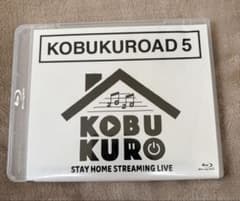 KOBUKUROAD 5
KOBU
KURO
STAY HOME STREAMING LIVE